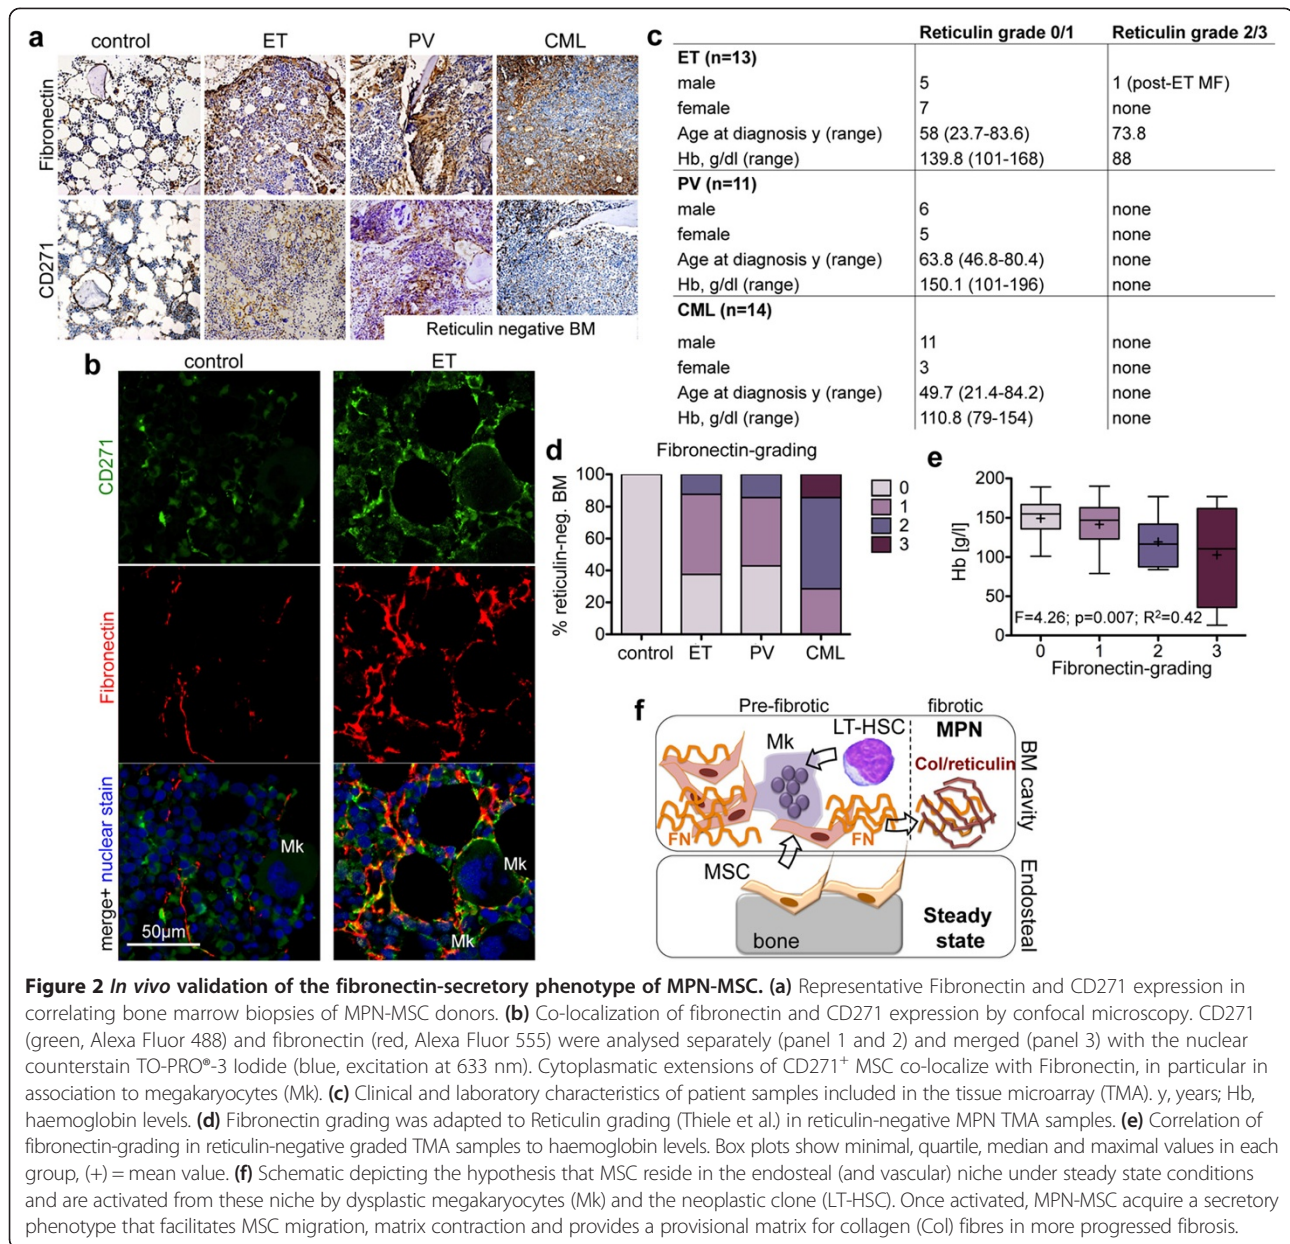 a
control ET PV CML
Fibronectin
CD271
Reticulin negative BM
b
control ET
CD271
Fibronectin
merge+ nuclear stain
Mk
Mk
Mk
50μm
c
Reticulin grade 0/1 Reticulin grade 2/3
ET (n=13)
male 5 1 (post-ET MF)
female 7 none
Age at diagnosis y (range) 58 (23.7-83.6) 73.8
Hb, g/dl (range) 139.8 (101-168) 88
PV (n=11)
male 6 none
female 5 none
Age at diagnosis y (range) 63.8 (46.8-80.4) none
Hb, g/dl (range) 150.1 (101-196) none
CML (n=14)
male 11 none
female 3 none
Age at diagnosis y (range) 49.7 (21.4-84.2) none
Hb, g/dl (range) 110.8 (79-154) none
d
Fibronectin-grading
% reticulin-neg. BM
100
80
60
40
20
0
control ET PV CML
0
1
2
3
e
Hb [g/l]
200
150
100
50
0
F=4.26; p=0.007; R²=0.42
0 1 2 3
Fibronectin-grading
f
Pre-fibrotic fibrotic
LT-HSC MPN
Mk
Col/reticulin
FN FN
BM cavity
MSC
bone
Steady
state
Endosteal
Figure 2 In vivo validation of the fibronectin-secretory phenotype of MPN-MSC. (a) Representative Fibronectin and CD271 expression in
correlating bone marrow biopsies of MPN-MSC donors. (b) Co-localization of fibronectin and CD271 expression by confocal microscopy. CD271
(green, Alexa Fluor 488) and fibronectin (red, Alexa Fluor 555) were analysed separately (panel 1 and 2) and merged (panel 3) with the nuclear
counterstain TO-PRO®-3 Iodide (blue, excitation at 633 nm). Cytoplasmatic extensions of CD271⁺ MSC co-localize with Fibronectin, in particular in
association to megakaryocytes (Mk). (c) Clinical and laboratory characteristics of patient samples included in the tissue microarray (TMA). y, years; Hb,
haemoglobin levels. (d) Fibronectin grading was adapted to Reticulin grading (Thiele et al.) in reticulin-negative MPN TMA samples. (e) Correlation of
fibronectin-grading in reticulin-negative graded TMA samples to haemoglobin levels. Box plots show minimal, quartile, median and maximal values in each
group, (+) = mean value. (f) Schematic depicting the hypothesis that MSC reside in the endosteal (and vascular) niche under steady state conditions
and are activated from these niche by dysplastic megakaryocytes (Mk) and the neoplastic clone (LT-HSC). Once activated, MPN-MSC acquire a secretory
phenotype that facilitates MSC migration, matrix contraction and provides a provisional matrix for collagen (Col) fibres in more progressed fibrosis.